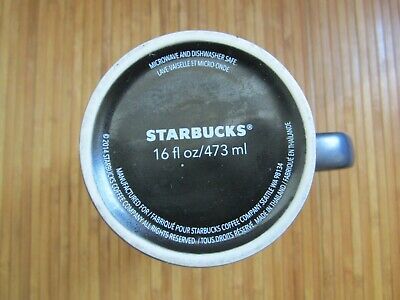 MICROWAVE AND DISHWASHER SAFE
LAVE VAISELLE ET MICRO-ONDE
STARBUCKS®
16 fl oz/473 ml
©2014 STARBUCKS COFFEE COMPANY. ALL RIGHTS RESERVED. / TOUS DROITS RÉSERVÉ. MADE IN THAILAND / FABRIQUÉ EN THAÏLANDE
MANUFACTURED FOR / FABRIQUÉ POUR STARBUCKS COFFEE COMPANY SEATTLE WA 98134